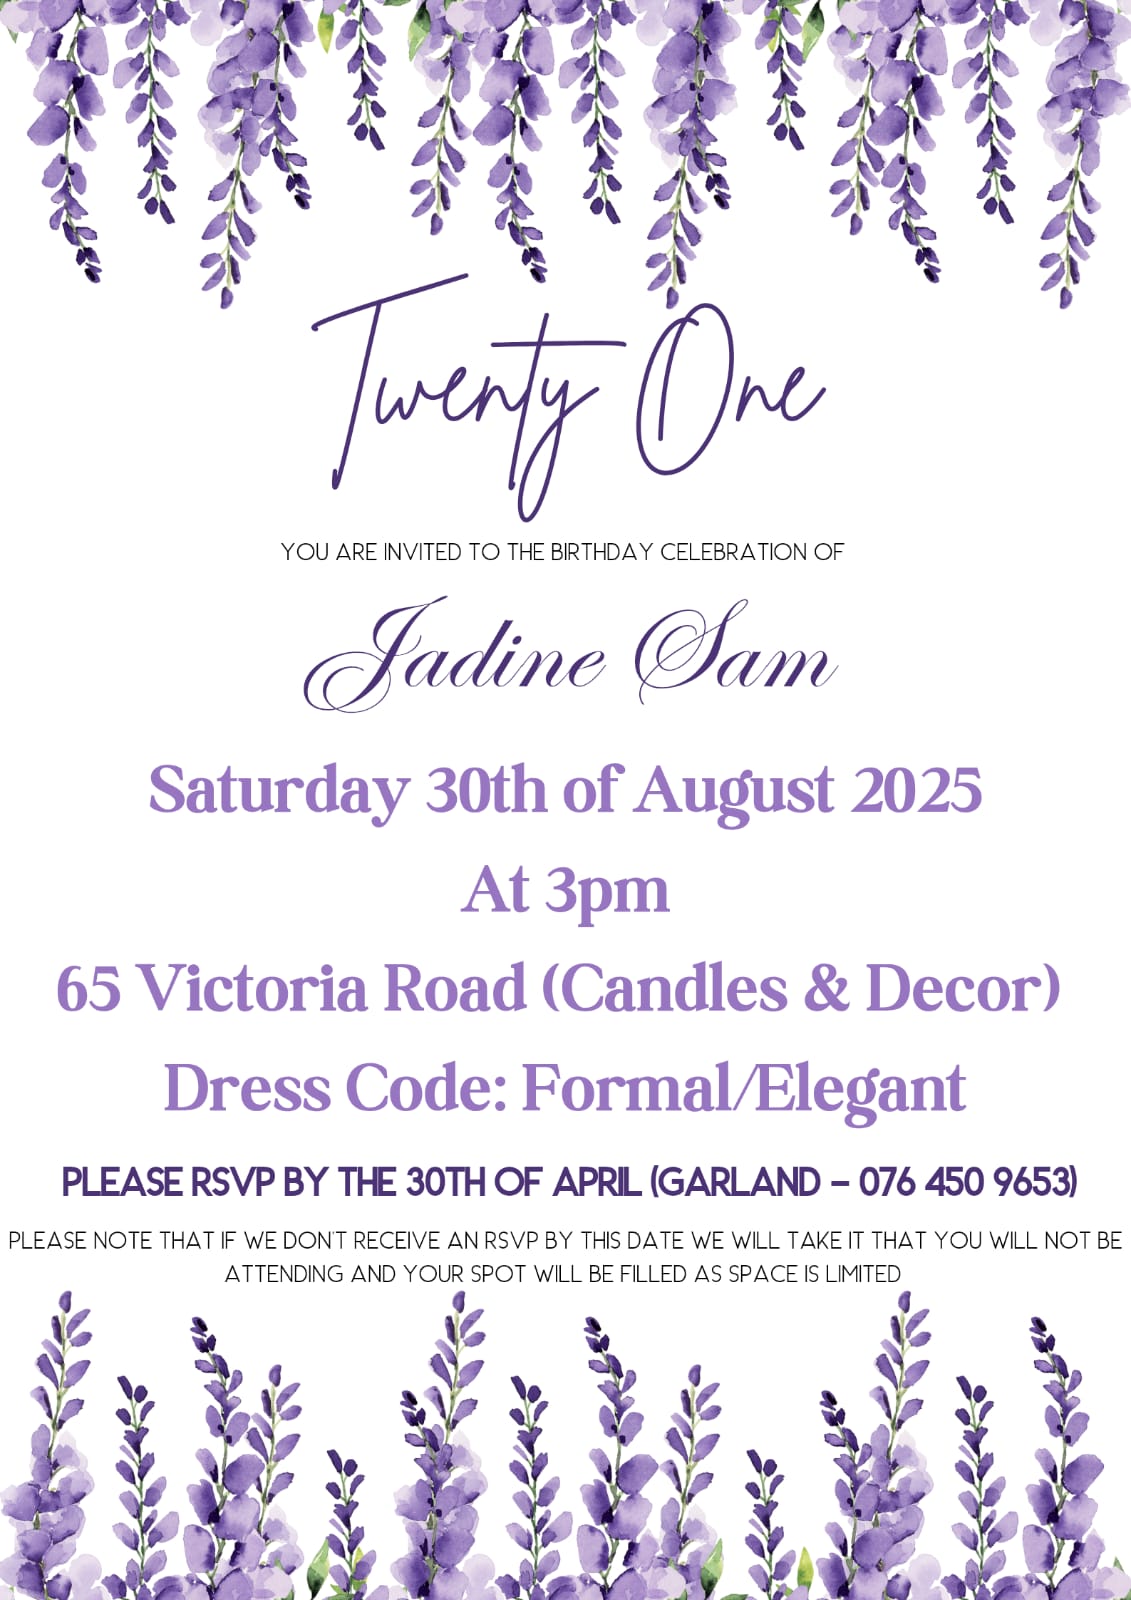 Twenty One
YOU ARE INVITED TO THE BIRTHDAY CELEBRATION OF
Jadine Sam
Saturday 30th of August 2025
At 3pm
65 Victoria Road (Candles & Decor)
Dress Code: Formal/Elegant
PLEASE RSVP BY THE 30TH OF APRIL (GARLAND – 076 450 9653)
PLEASE NOTE THAT IF WE DON'T RECEIVE AN RSVP BY THIS DATE WE WILL TAKE IT THAT YOU WILL NOT BE
ATTENDING AND YOUR SPOT WILL BE FILLED AS SPACE IS LIMITED